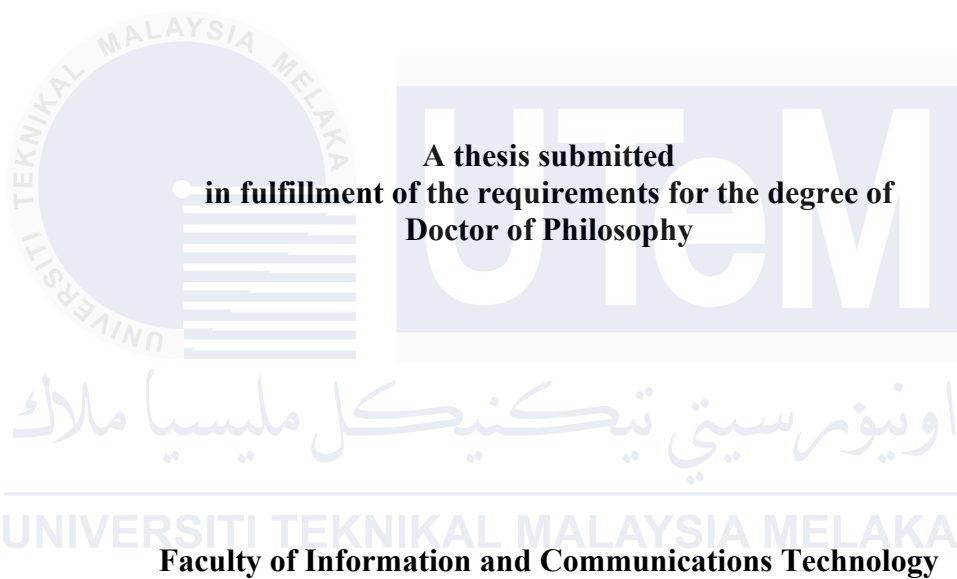 UNIVERSITI TEKNIKAL MALAYSIA MELAKA
UTeM
A thesis submitted
in fulfillment of the requirements for the degree of
Doctor of Philosophy
اونيۏرسيتي تيكنيكل مليسيا ملاك
UNIVERSITI TEKNIKAL MALAYSIA MELAKA
Faculty of Information and Communications Technology